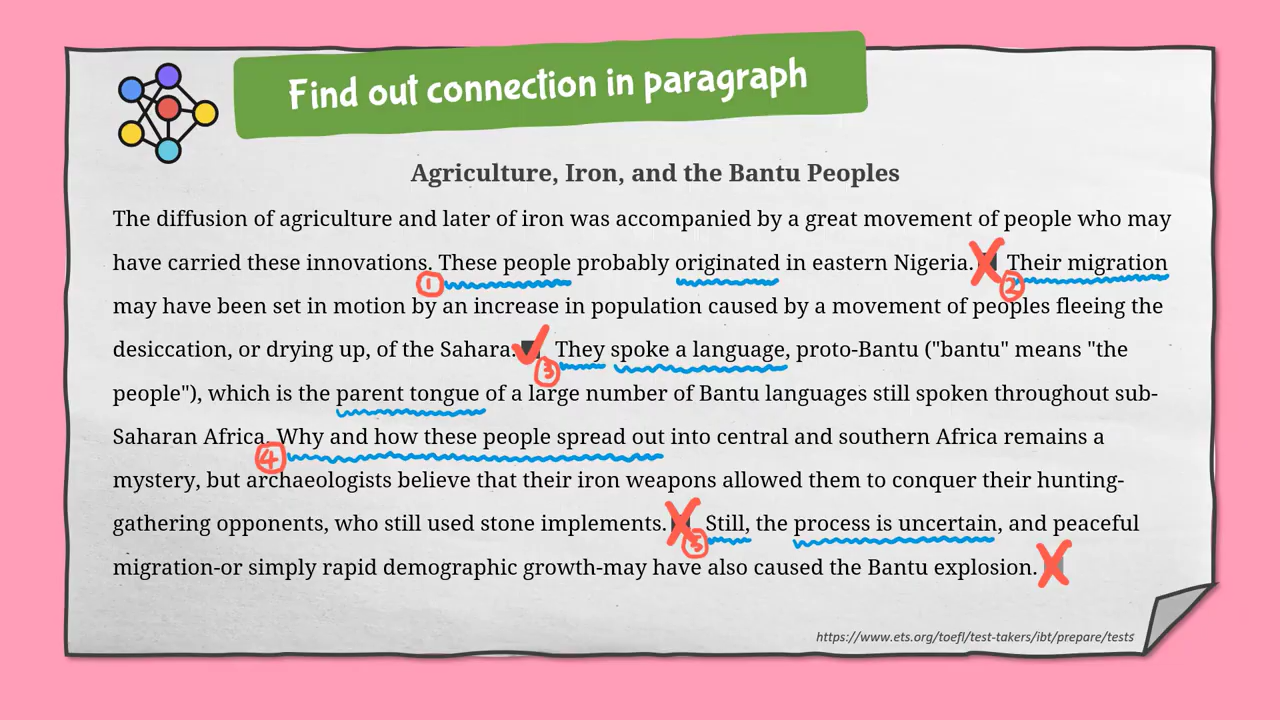 Find out connection in paragraph
Agriculture, Iron, and the Bantu Peoples
The diffusion of agriculture and later of iron was accompanied by a great movement of people who may
have carried these innovations. These people probably originated in eastern Nigeria. ■ Their migration
① ②
may have been set in motion by an increase in population caused by a movement of peoples fleeing the
desiccation, or drying up, of the Sahara. ■ They spoke a language, proto-Bantu ("bantu" means "the
③
people"), which is the parent tongue of a large number of Bantu languages still spoken throughout sub-
Saharan Africa. Why and how these people spread out into central and southern Africa remains a
④
mystery, but archaeologists believe that their iron weapons allowed them to conquer their hunting-
gathering opponents, who still used stone implements. ■ Still, the process is uncertain, and peaceful
⑤
migration-or simply rapid demographic growth-may have also caused the Bantu explosion. ■
https://www.ets.org/toefl/test-takers/ibt/prepare/tests